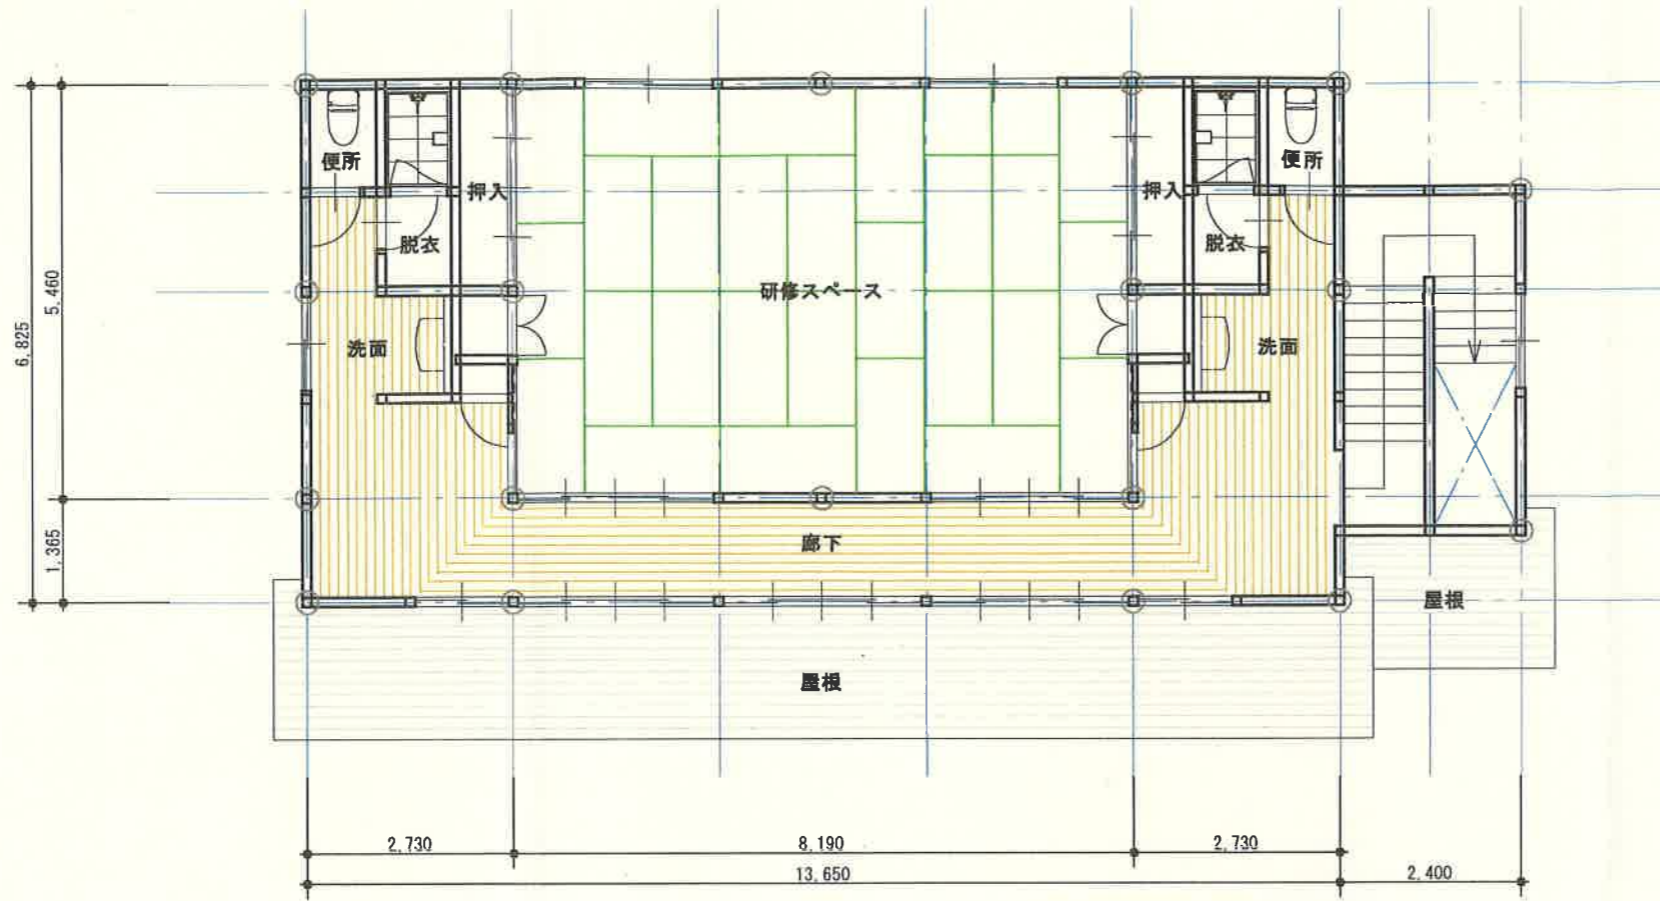 便所
便所
押入
押入
脱衣
脱衣
研修スペース
洗面
洗面
廊下
屋根
屋根
5,460
6,825
1,365
2,730
8,190
2,730
13,650
2,400